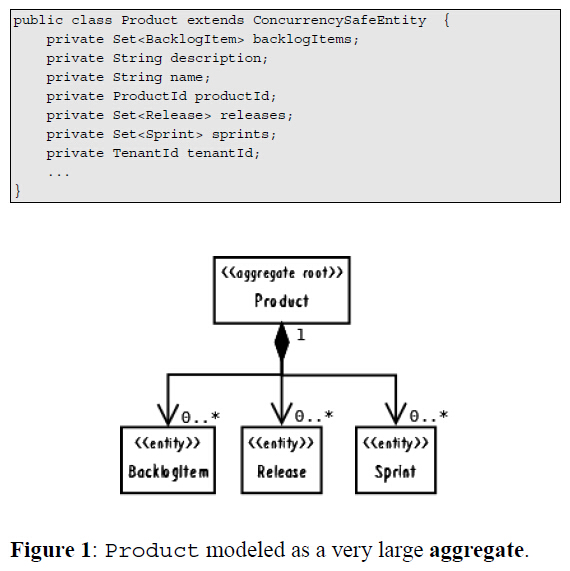 public class Product extends ConcurrencySafeEntity  {
    private Set<BacklogItem> backlogItems;
    private String description;
    private String name;
    private ProductId productId;
    private Set<Release> releases;
    private Set<Sprint> sprints;
    private TenantId tenantId;
    ...
}
<<aggregate root>>
Product
1
0..* 0..* 0..*
<<entity>> <<entity>> <<entity>>
BacklogItem Release Sprint
Figure 1: Product modeled as a very large aggregate.